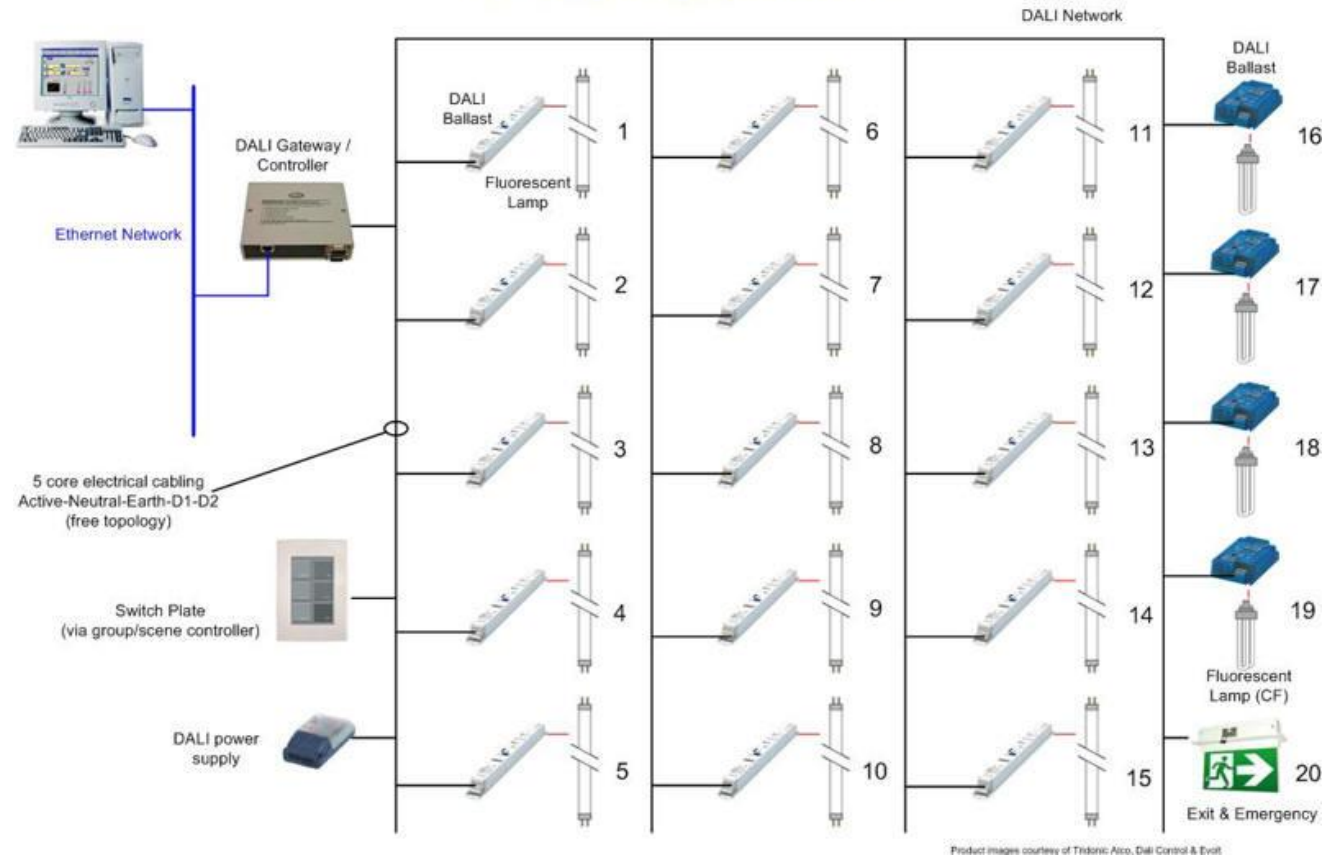 DALI Network
DALI
Ballast
DALI
Ballast
1
6
11
16
DALI Gateway /
Controller
Fluorescent
Lamp
Ethernet Network
2
7
12
17
3
8
13
18
5 core electrical cabling
Active-Neutral-Earth-D1-D2
(free topology)
Switch Plate
(via group/scene controller)
4
9
14
19
Fluorescent
Lamp (CF)
DALI power
supply
5
10
15
20
Exit & Emergency
Product images courtesy of Tridonic Atco, Dali Control & Evolt